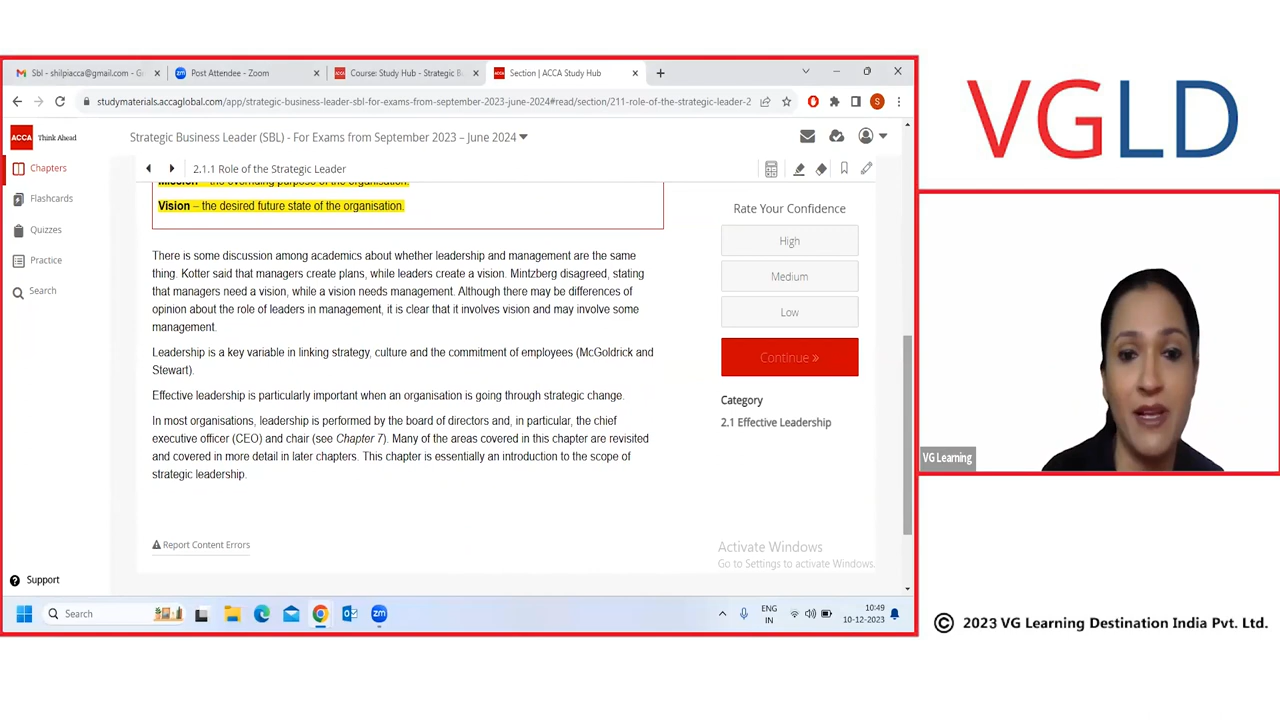 Sbl - shilpiacca@gmail.com - G
Post Attendee - Zoom
Course: Study Hub - Strategic B
Section | ACCA Study Hub
studymaterials.accaglobal.com/app/strategic-business-leader-sbl-for-exams-from-september-2023-june-2024#read/section/211-role-of-the-strategic-leader-2
S
ACCA
Think Ahead
Strategic Business Leader (SBL) - For Exams from September 2023 – June 2024
Chapters
Flashcards
Quizzes
Practice
Search
Support
2.1.1 Role of the Strategic Leader
Mission – the overriding purpose of the organisation.
Vision – the desired future state of the organisation.
There is some discussion among academics about whether leadership and management are the same
thing. Kotter said that managers create plans, while leaders create a vision. Mintzberg disagreed, stating
that managers need a vision, while a vision needs management. Although there may be differences of
opinion about the role of leaders in management, it is clear that it involves vision and may involve some
management.
Leadership is a key variable in linking strategy, culture and the commitment of employees (McGoldrick and
Stewart).
Effective leadership is particularly important when an organisation is going through strategic change.
In most organisations, leadership is performed by the board of directors and, in particular, the chief
executive officer (CEO) and chair (see Chapter 7). Many of the areas covered in this chapter are revisited
and covered in more detail in later chapters. This chapter is essentially an introduction to the scope of
strategic leadership.
Report Content Errors
Rate Your Confidence
High
Medium
Low
Continue »
Category
2.1 Effective Leadership
Activate Windows
Go to Settings to activate Windows.
Search
ENG
IN
10:49
10-12-2023
VGLD
VG Learning
© 2023 VG Learning Destination India Pvt. Ltd.